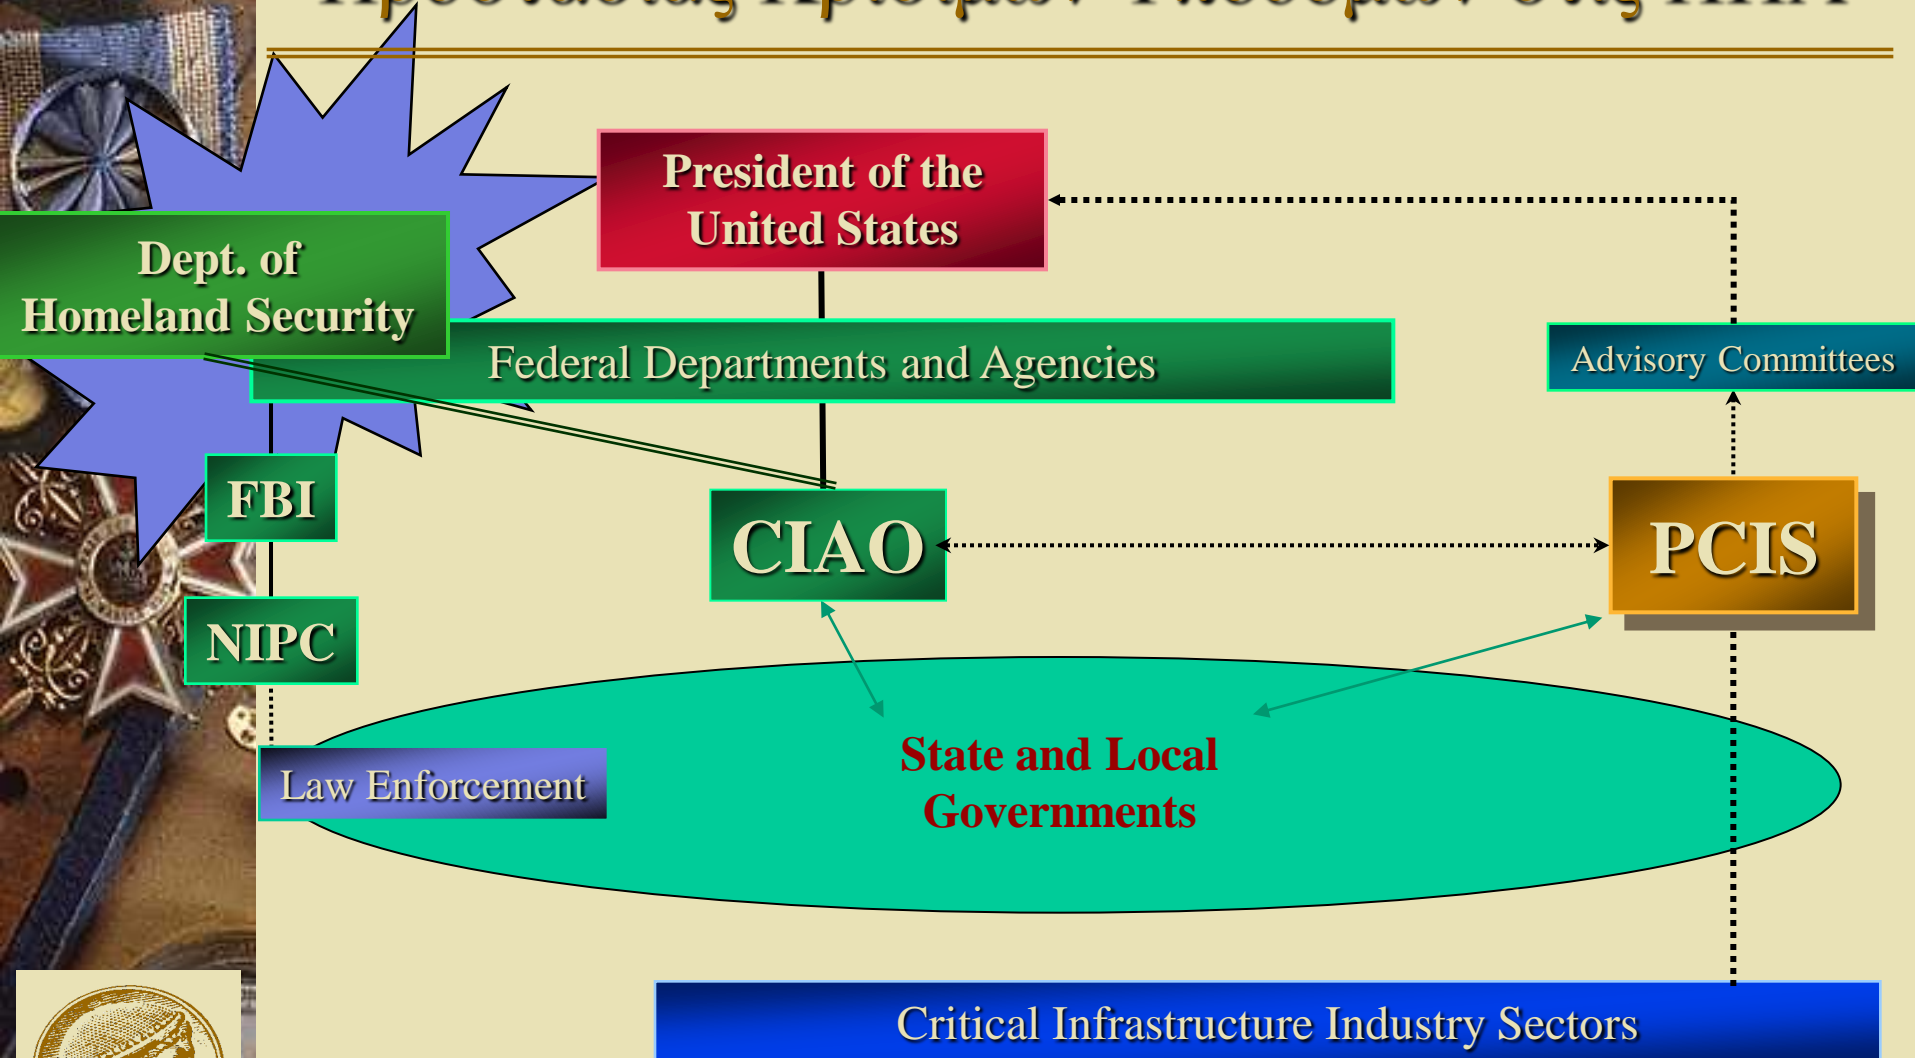 President of the
United States
Dept. of
Homeland Security
Federal Departments and Agencies
Advisory Committees
FBI
CIAO
PCIS
NIPC
State and Local
Governments
Law Enforcement
Critical Infrastructure Industry Sectors